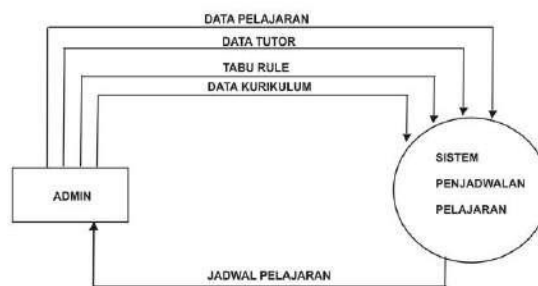 DATA PELAJARAN
DATA TUTOR
TABU RULE
DATA KURIKULUM
SISTEM
PENJADWALAN
PELAJARAN
ADMIN
JADWAL PELAJARAN